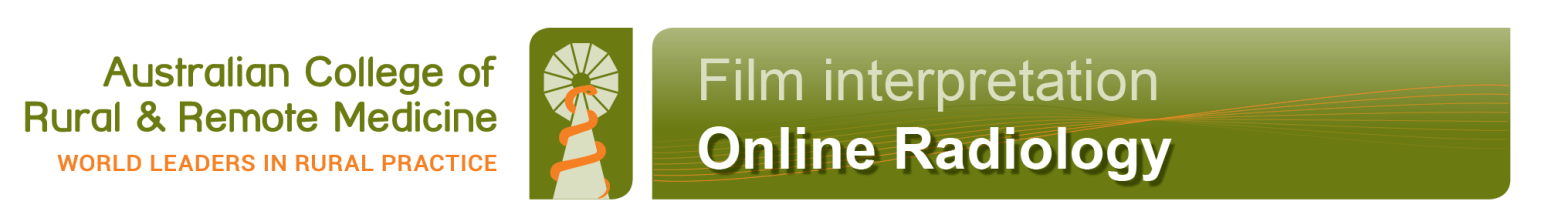 Australian College of
Rural & Remote Medicine
WORLD LEADERS IN RURAL PRACTICE
Film interpretation
Online Radiology